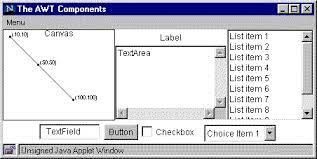 The AWT Components
Menu
Canvas
(10,10)
(50,50)
(100,100)
Label
TextArea
List item 1
List item 2
List item 3
List item 4
List item 5
List item 6
List item 7
List item 8
TextField
Button
Checkbox
Choice Item 1
Unsigned Java Applet Window